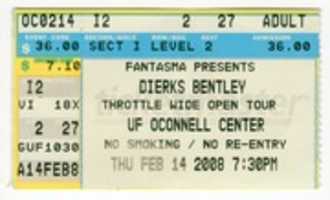 OC0214 I2 2 27 ADULT
$ 36.00 SECT I LEVEL 2 $ 36.00
$ 7.10 FANTASMA PRESENTS
I2 DIERKS BENTLEY
VI 18X THROTTLE WIDE OPEN TOUR
2 27 UF OCONNELL CENTER
GUF1030 NO SMOKING / NO RE-ENTRY
A14FEB8 THU FEB 14 2008 7:30PM